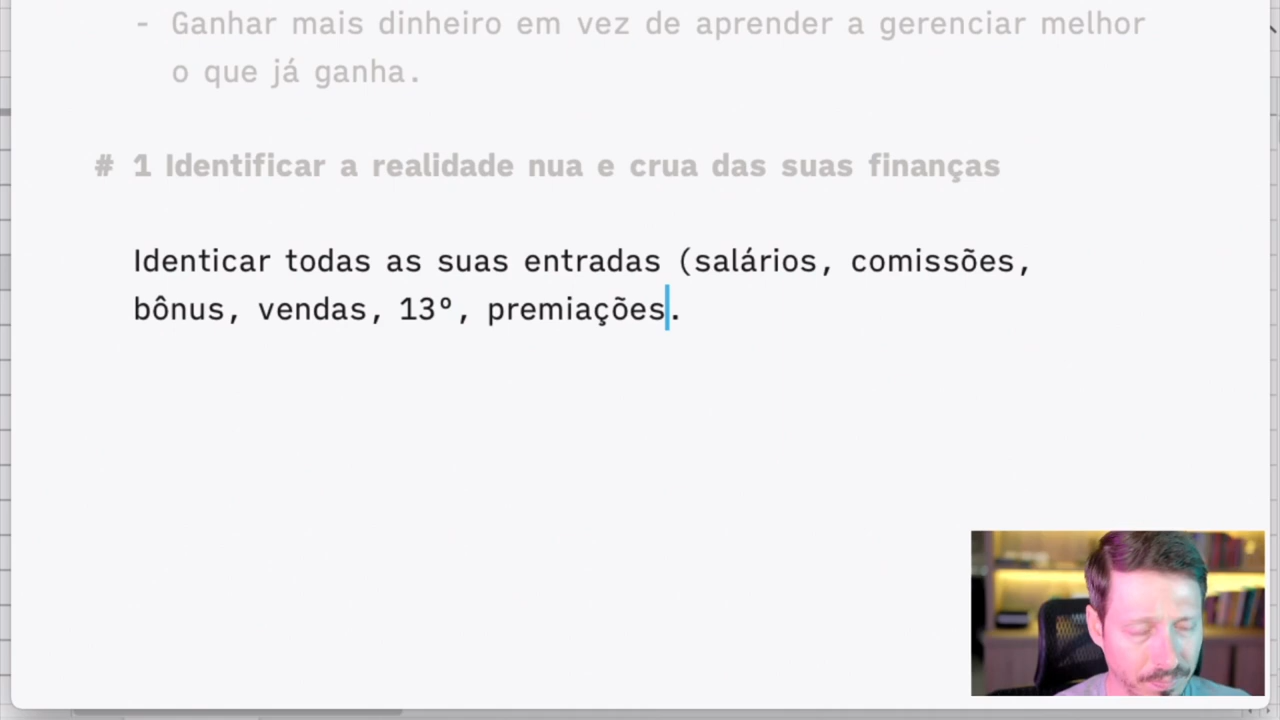 - Ganhar mais dinheiro em vez de aprender a gerenciar melhor
o que já ganha.
# 1 Identificar a realidade nua e crua das suas finanças
Identicar todas as suas entradas (salários, comissões,
bônus, vendas, 13º, premiações.